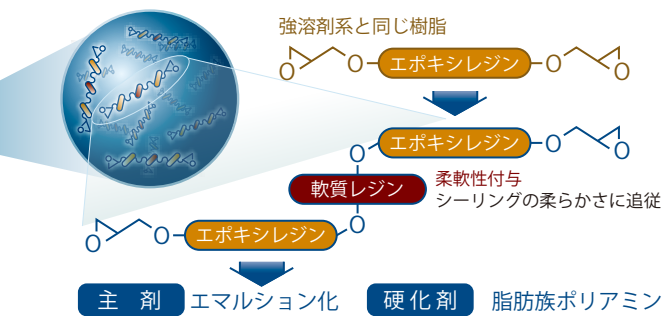 強溶剤系と同じ樹脂
O O エポキシレジン O O
O エポキシレジン O O
軟質レジン 柔軟性付与
シーリングの柔らかさに追従
O O エポキシレジン O
主 剤 エマルション化 硬化剤 脂肪族ポリアミン